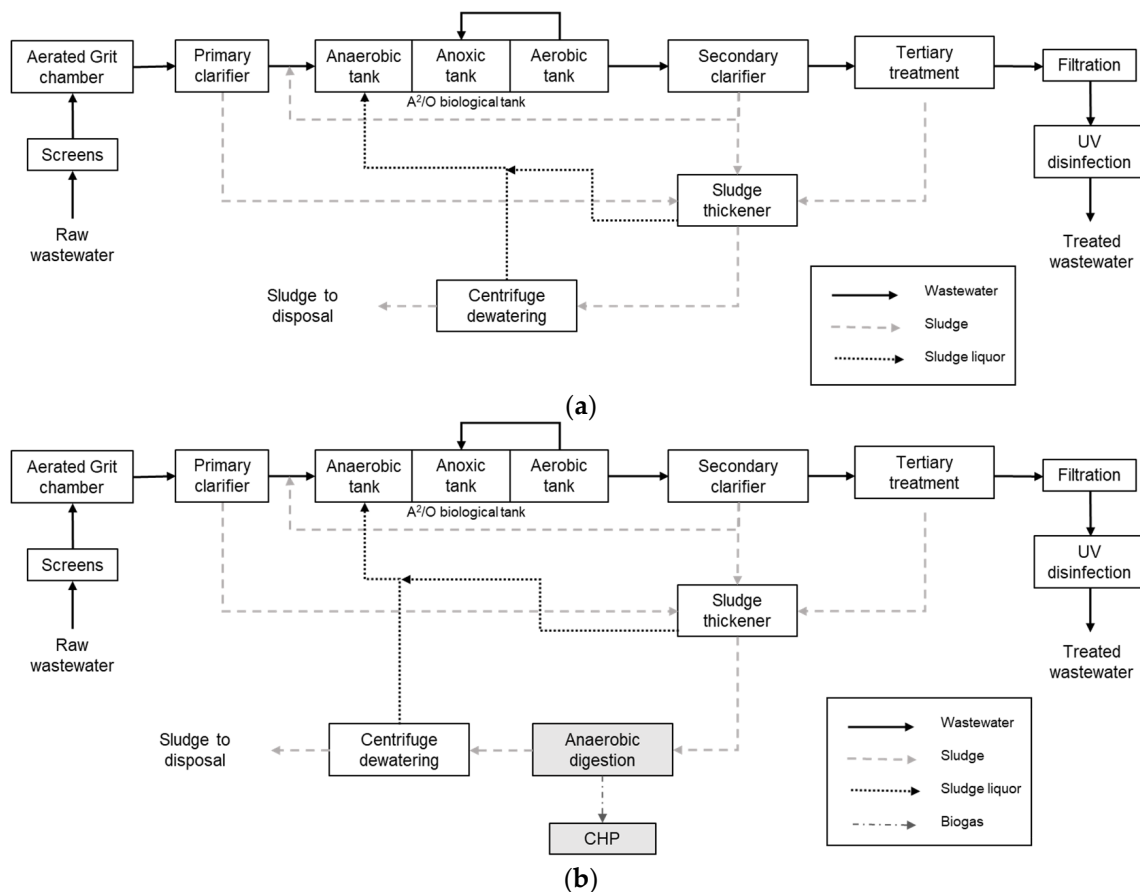 Aerated Grit
chamber
Primary
clarifier
Anaerobic
tank
Anoxic
tank
Aerobic
tank
Secondary
clarifier
Tertiary
treatment
Filtration
A²/O biological tank
Screens
UV
disinfection
Sludge
thickener
Raw
wastewater
Treated
wastewater
Sludge to
disposal
Centrifuge
dewatering
Wastewater
Sludge
Sludge liquor
(a)
Aerated Grit
chamber
Primary
clarifier
Anaerobic
tank
Anoxic
tank
Aerobic
tank
Secondary
clarifier
Tertiary
treatment
Filtration
A²/O biological tank
Screens
UV
disinfection
Sludge
thickener
Raw
wastewater
Treated
wastewater
Sludge to
disposal
Centrifuge
dewatering
Anaerobic
digestion
CHP
Wastewater
Sludge
Sludge liquor
Biogas
(b)